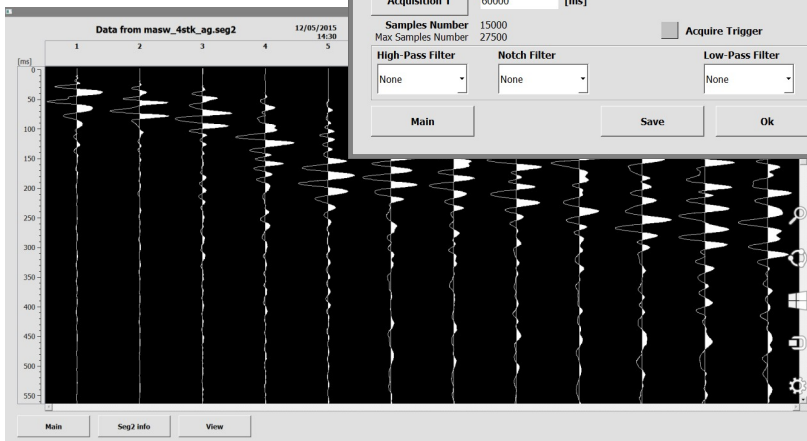 Data from masw_4stk_ag.seg2
12/05/2015
14:30
1 2 3 4 5
[ms]
0
50
100
150
200
250
300
350
400
450
500
550
Main Seg2 info View
Acquisition T 60000 [ms]
Samples Number 15000
Max Samples Number 27500
Acquire Trigger
High-Pass Filter Notch Filter Low-Pass Filter
None None None
Main Save Ok